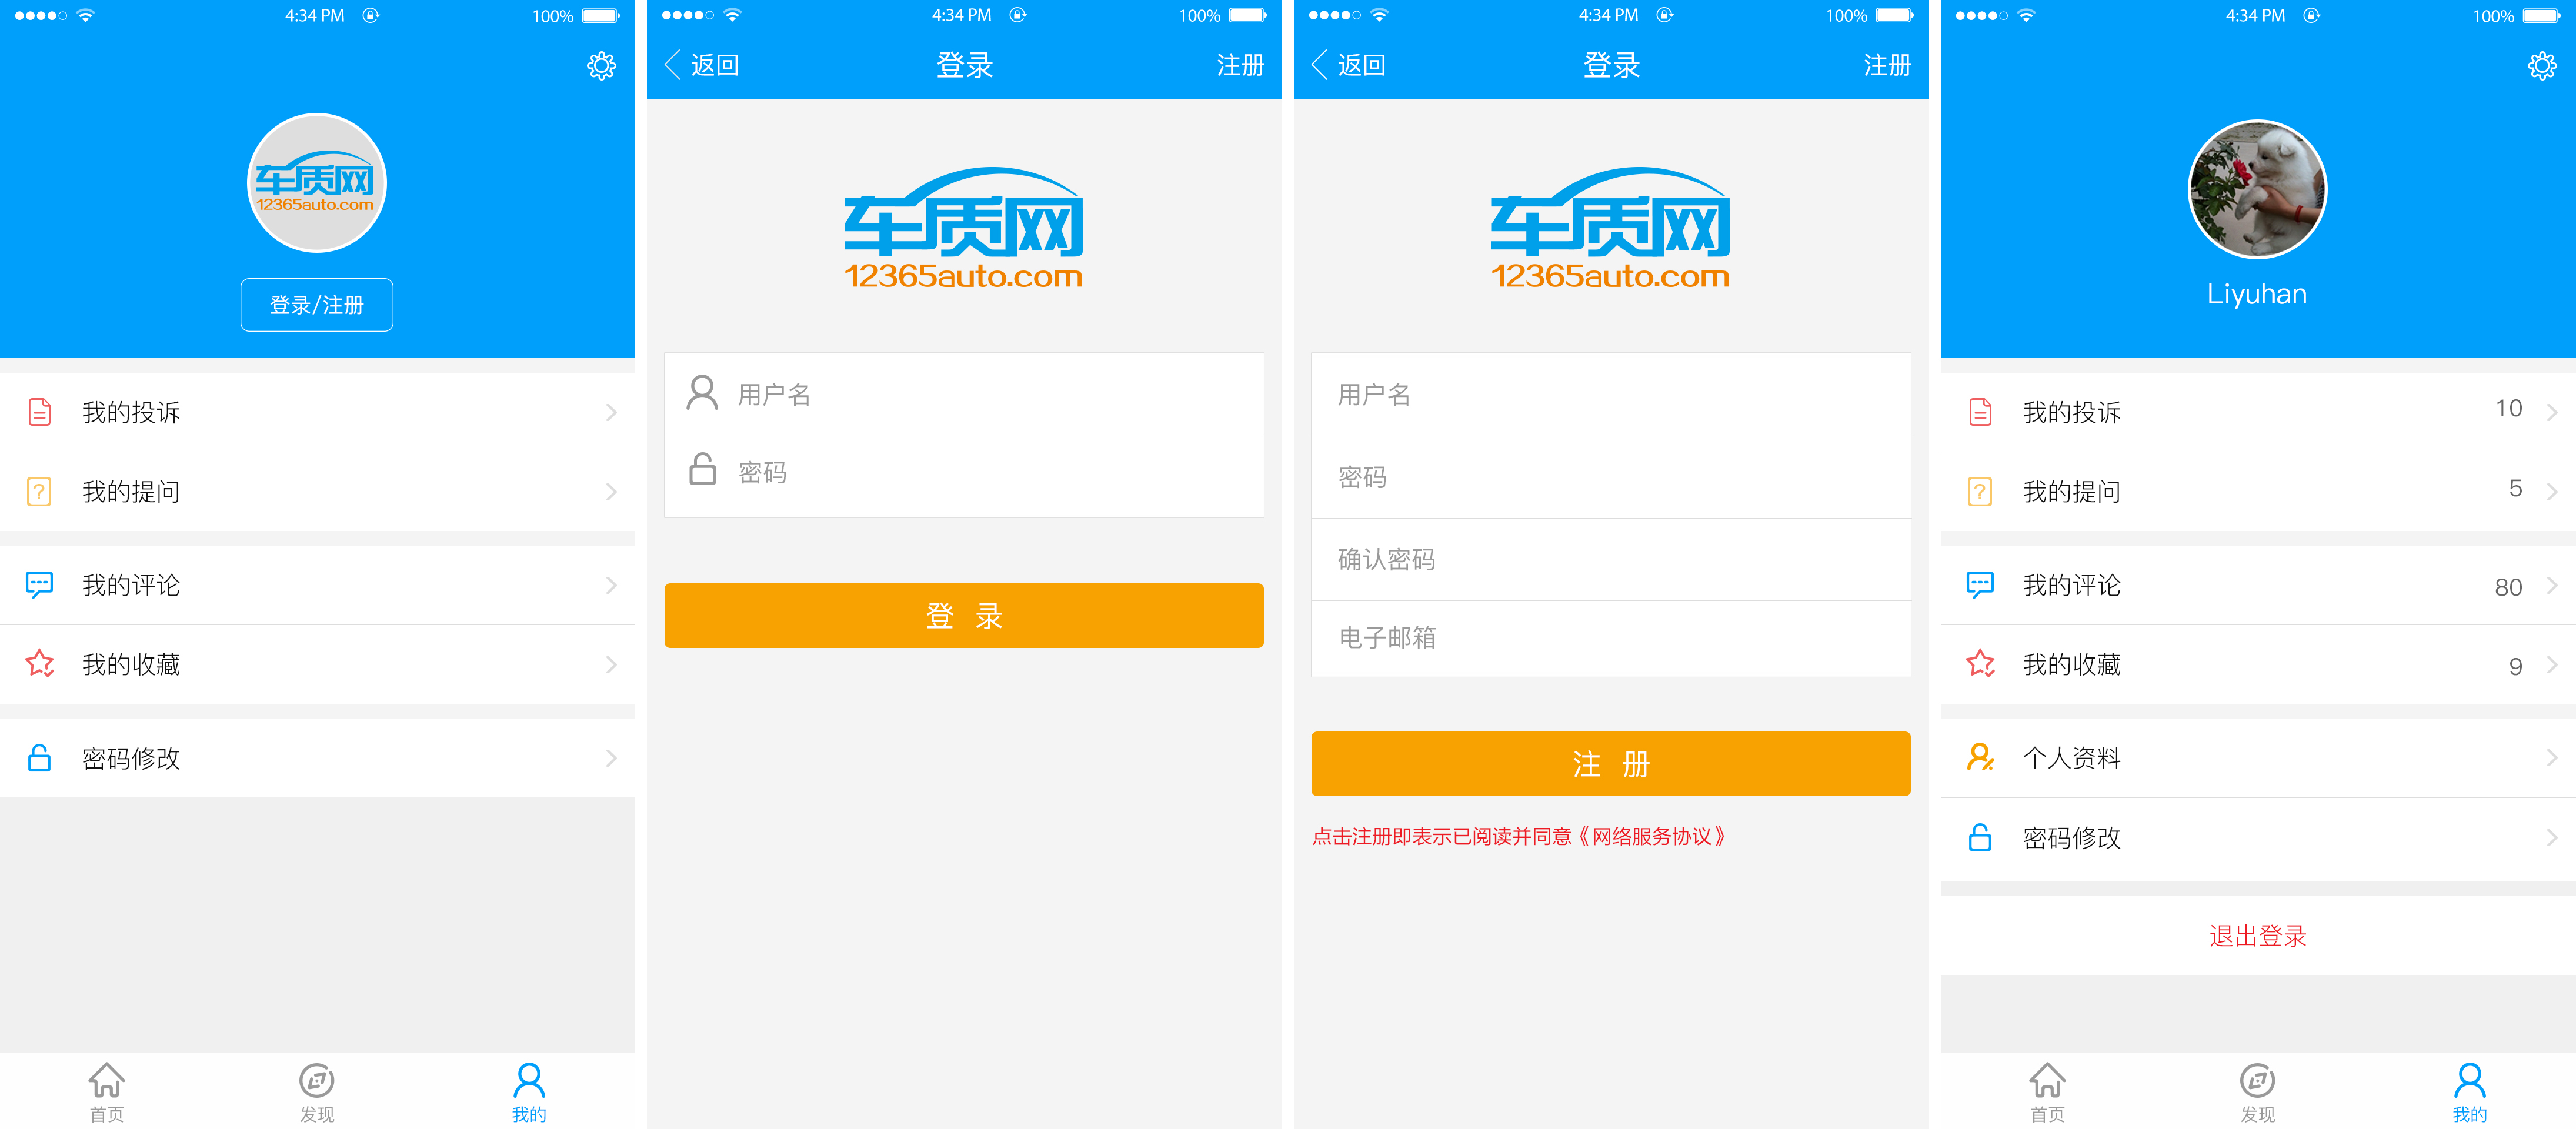 4:34 PM
100%
车质网
12365auto.com
登录/注册
我的投诉
我的提问
我的评论
我的收藏
密码修改
首页
发现
我的
4:34 PM
100%
返回
登录
注册
车质网
12365auto.com
用户名
密码
登 录
4:34 PM
100%
返回
登录
注册
车质网
12365auto.com
用户名
密码
确认密码
电子邮箱
注 册
点击注册即表示已阅读并同意《网络服务协议》
4:34 PM
100%
Liyuhan
我的投诉 10
我的提问 5
我的评论 80
我的收藏 9
个人资料
密码修改
退出登录
首页
发现
我的